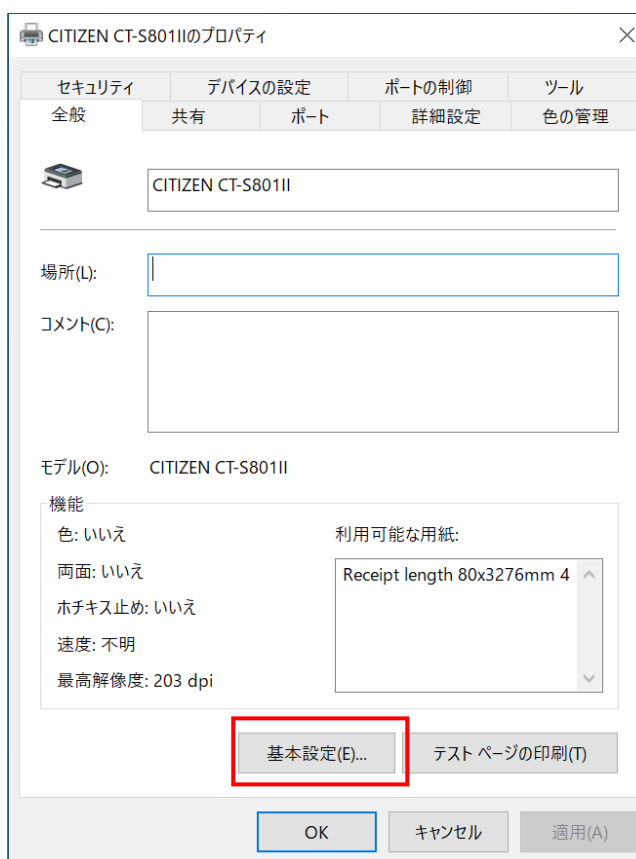 CITIZEN CT-S801IIのプロパティ
セキュリティ デバイスの設定 ポートの制御 ツール
全般 共有 ポート 詳細設定 色の管理
CITIZEN CT-S801II
場所(L):
コメント(C):
モデル(O): CITIZEN CT-S801II
機能
色: いいえ 利用可能な用紙:
両面: いいえ Receipt length 80x3276mm 4
ホチキス止め: いいえ
速度: 不明
最高解像度: 203 dpi
基本設定(E)... テスト ページの印刷(T)
OK キャンセル 適用(A)